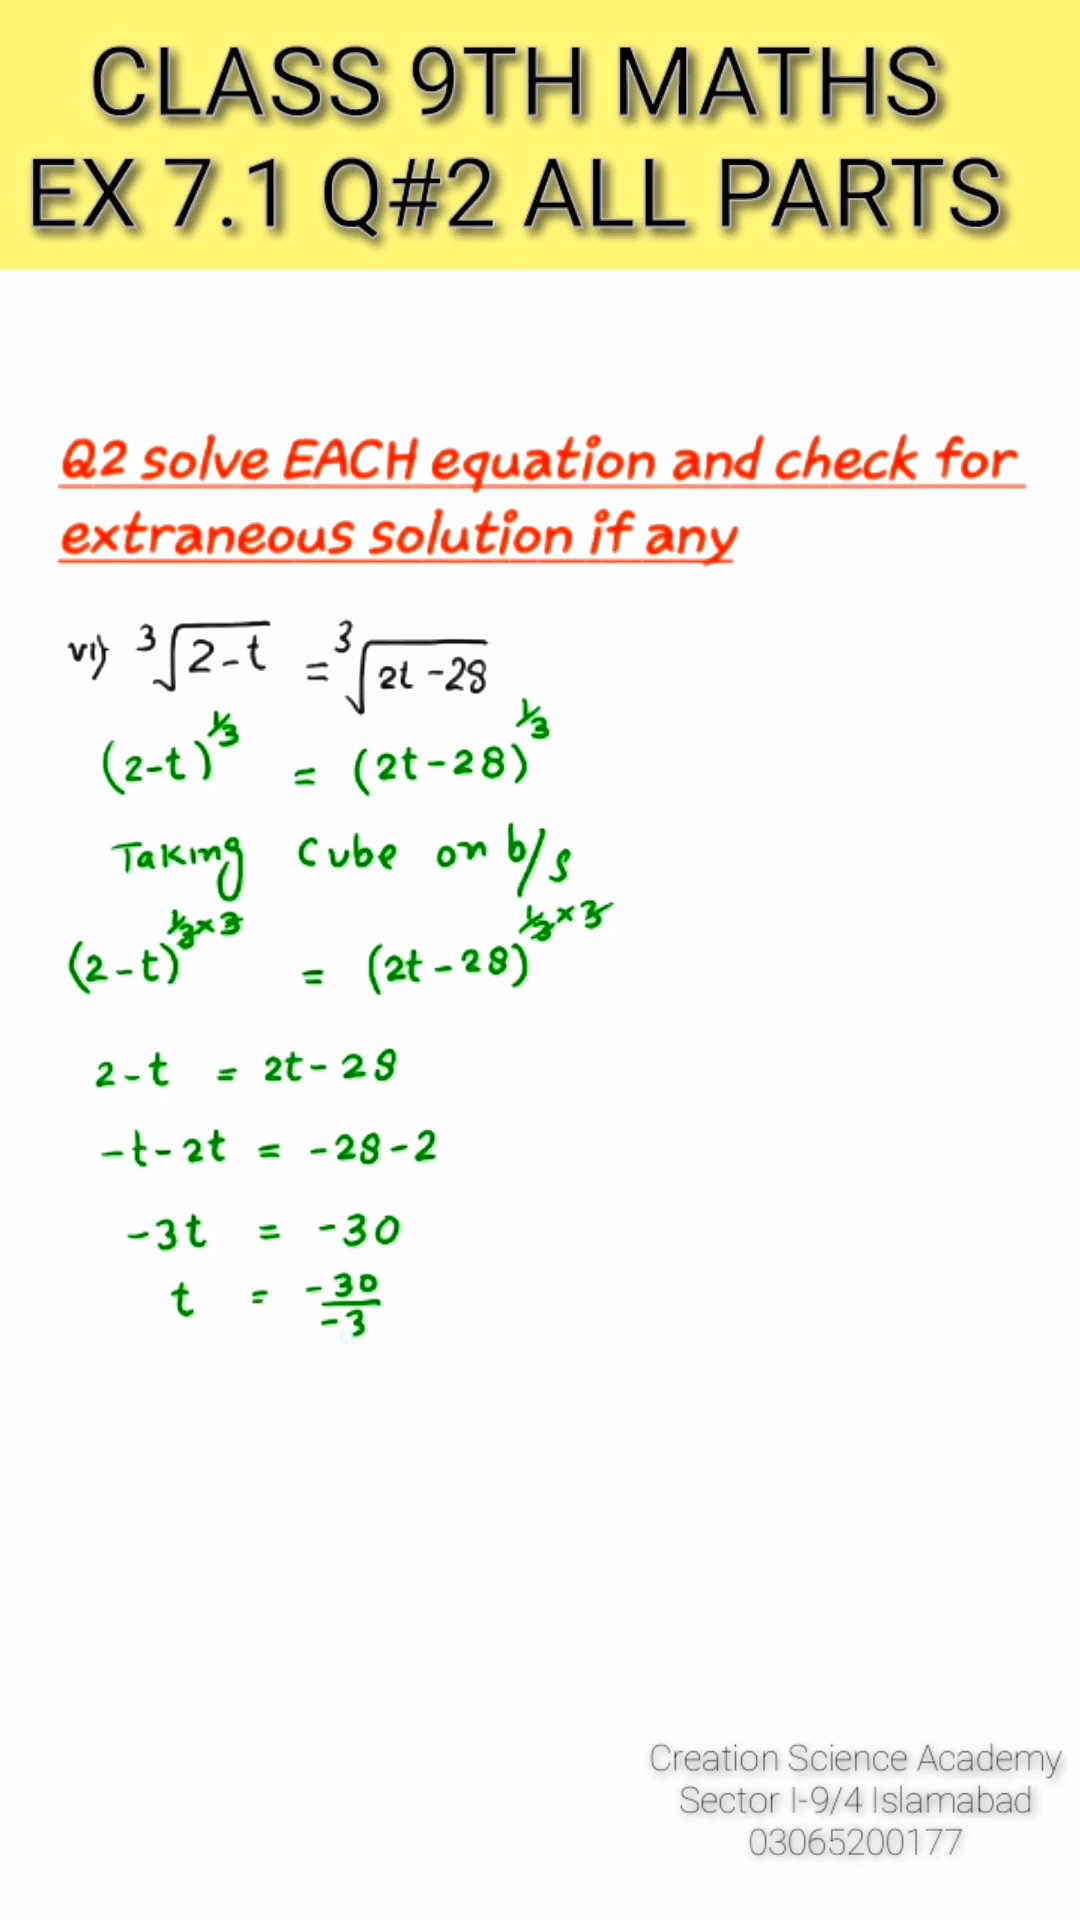 CLASS 9TH MATHS
EX 7.1 Q#2 ALL PARTS
Q2 solve EACH equation and check for
extraneous solution if any
vi) ³√(2-t) = ³√(2t-28)
(2-t)^1/3 = (2t-28)^1/3
Taking Cube on b/s
(2-t)^1/3×3 = (2t-28)^1/3×3
2-t = 2t-28
-t-2t = -28-2
-3t = -30
t = -30/-3
Creation Science Academy
Sector I-9/4 Islamabad
03065200177